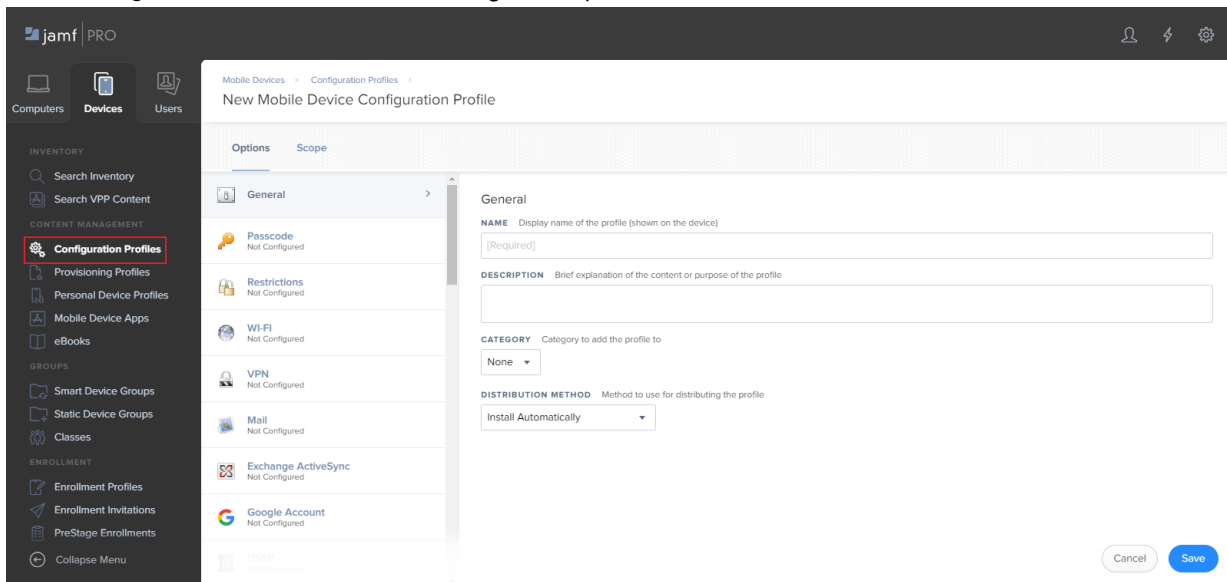 jamf PRO
Computers
Devices
Users
Mobile Devices > Configuration Profiles >
New Mobile Device Configuration Profile
INVENTORY
Search Inventory
Search VPP Content
CONTENT MANAGEMENT
Configuration Profiles
Provisioning Profiles
Personal Device Profiles
Mobile Device Apps
eBooks
GROUPS
Smart Device Groups
Static Device Groups
Classes
ENROLLMENT
Enrollment Profiles
Enrollment Invitations
PreStage Enrollments
Collapse Menu
Options
Scope
General
Passcode
Not Configured
Restrictions
Not Configured
WI-FI
Not Configured
VPN
Not Configured
Mail
Not Configured
Exchange ActiveSync
Not Configured
Google Account
Not Configured
LDAP
Not Configured
General
NAME Display name of the profile (shown on the device)
[Required]
DESCRIPTION Brief explanation of the content or purpose of the profile
CATEGORY Category to add the profile to
None
DISTRIBUTION METHOD Method to use for distributing the profile
Install Automatically
Cancel
Save